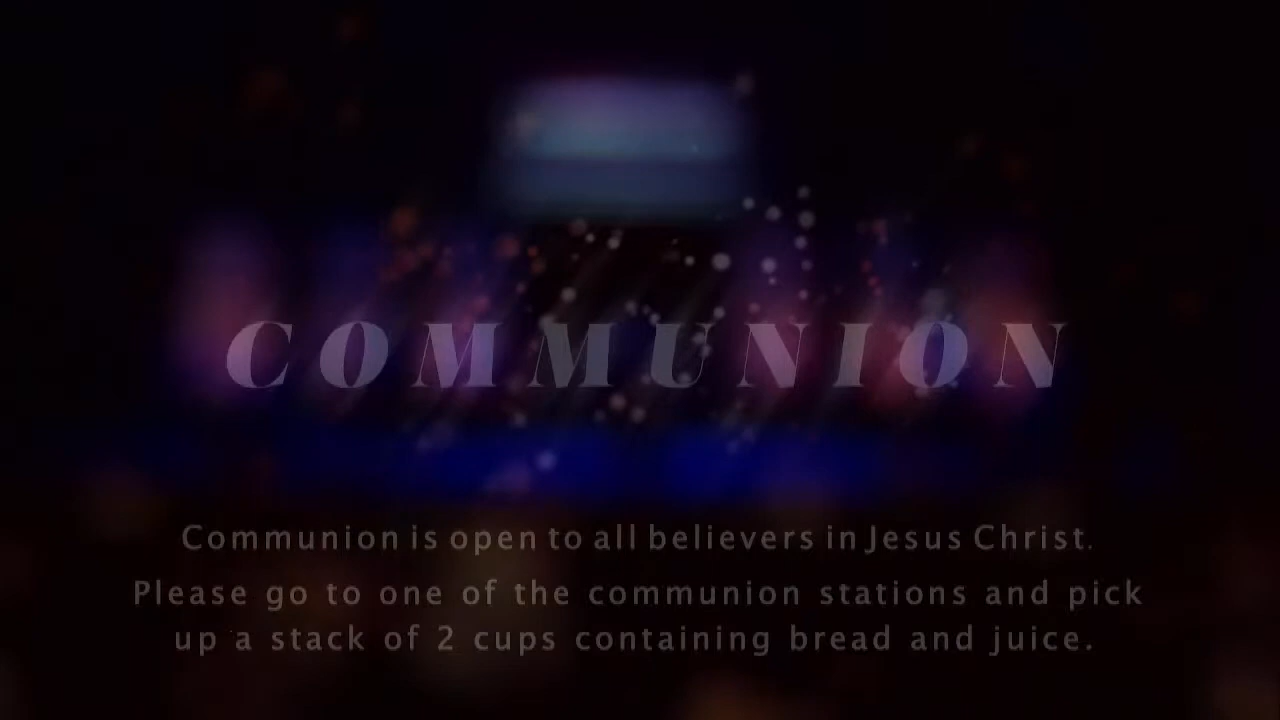 COMMUNION
Communion is open to all believers in Jesus Christ.
Please go to one of the communion stations and pick
up a stack of 2 cups containing bread and juice.